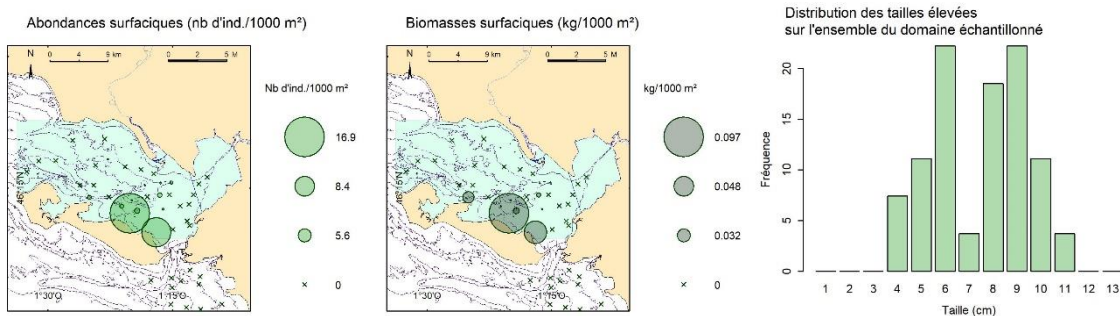 Abondances surfaciques (nb d'ind./1000 m²)
N
0 4 9 km
0 2 5 M
46°15'N
1°30'O
1°15'O
Nb d'ind./1000 m²
16.9
8.4
5.6
0
Biomasses surfaciques (kg/1000 m²)
N
0 4 9 km
0 2 5 M
46°15'N
1°30'O
1°15'O
kg/1000 m²
0.097
0.048
0.032
0
Distribution des tailles élevées
sur l'ensemble du domaine échantillonné
Fréquence
20
15
10
5
0
1 2 3 4 5 6 7 8 9 10 11 12 13
Taille (cm)